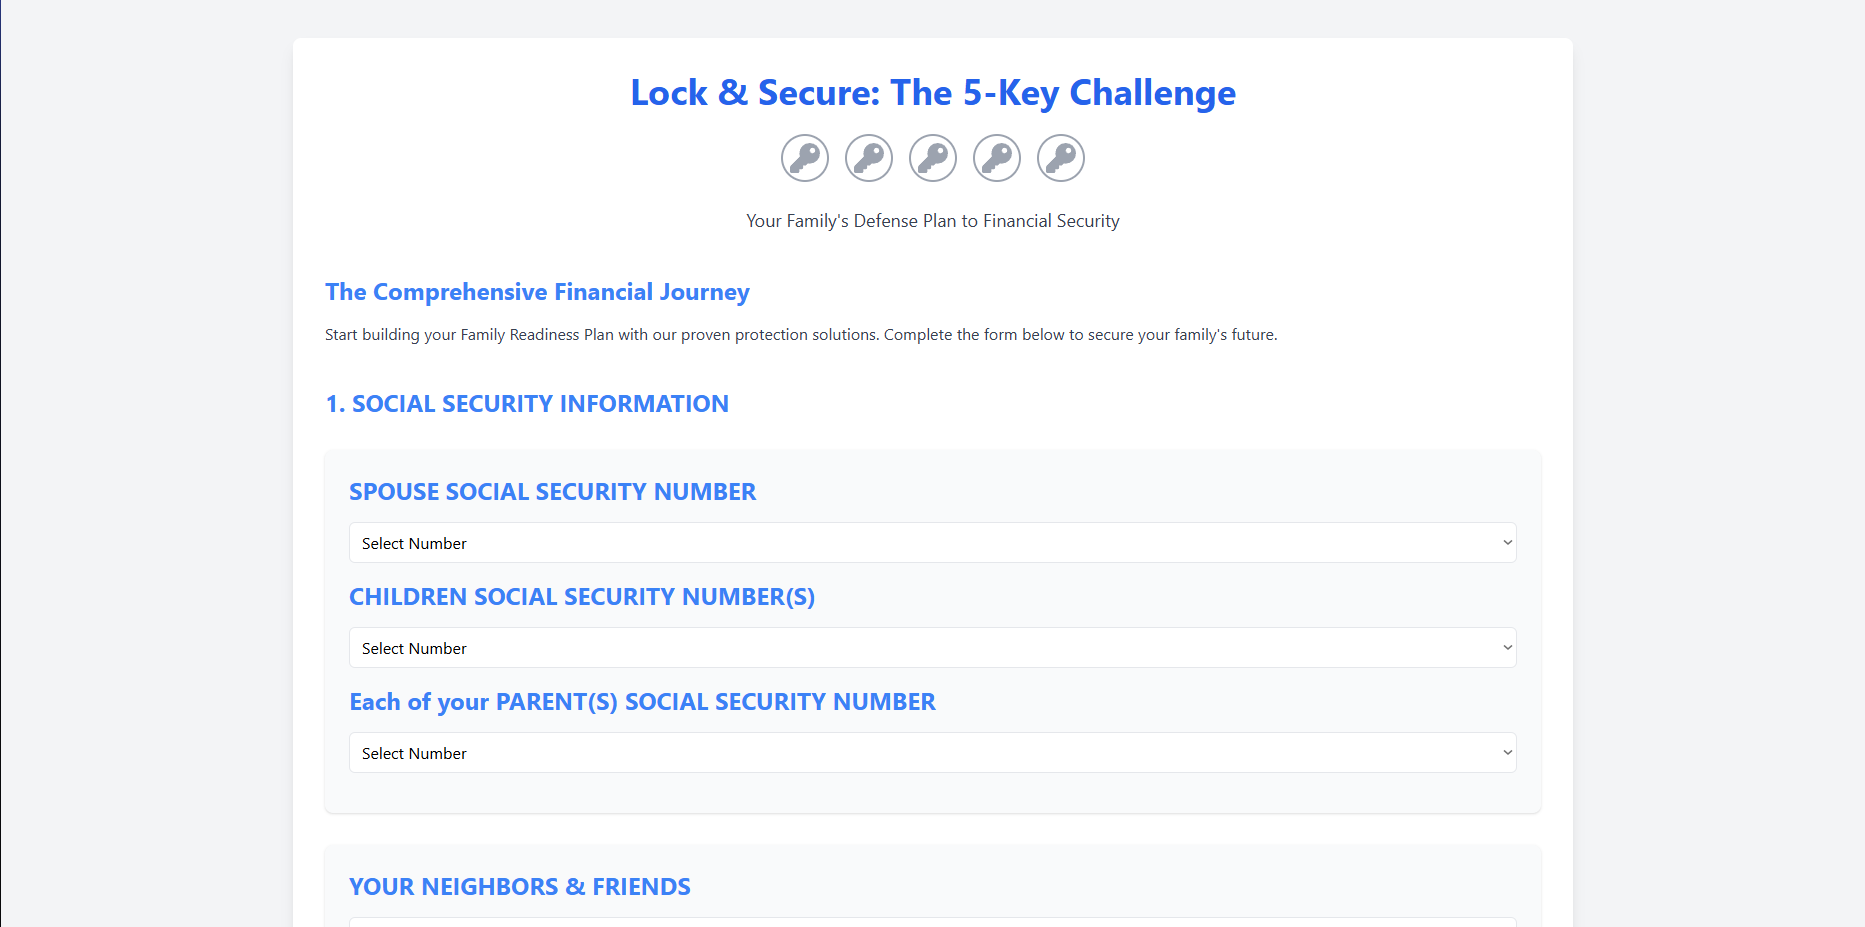 Lock & Secure: The 5-Key Challenge
Your Family's Defense Plan to Financial Security
The Comprehensive Financial Journey
Start building your Family Readiness Plan with our proven protection solutions. Complete the form below to secure your family's future.
1. SOCIAL SECURITY INFORMATION
SPOUSE SOCIAL SECURITY NUMBER
Select Number
CHILDREN SOCIAL SECURITY NUMBER(S)
Select Number
Each of your PARENT(S) SOCIAL SECURITY NUMBER
Select Number
YOUR NEIGHBORS & FRIENDS